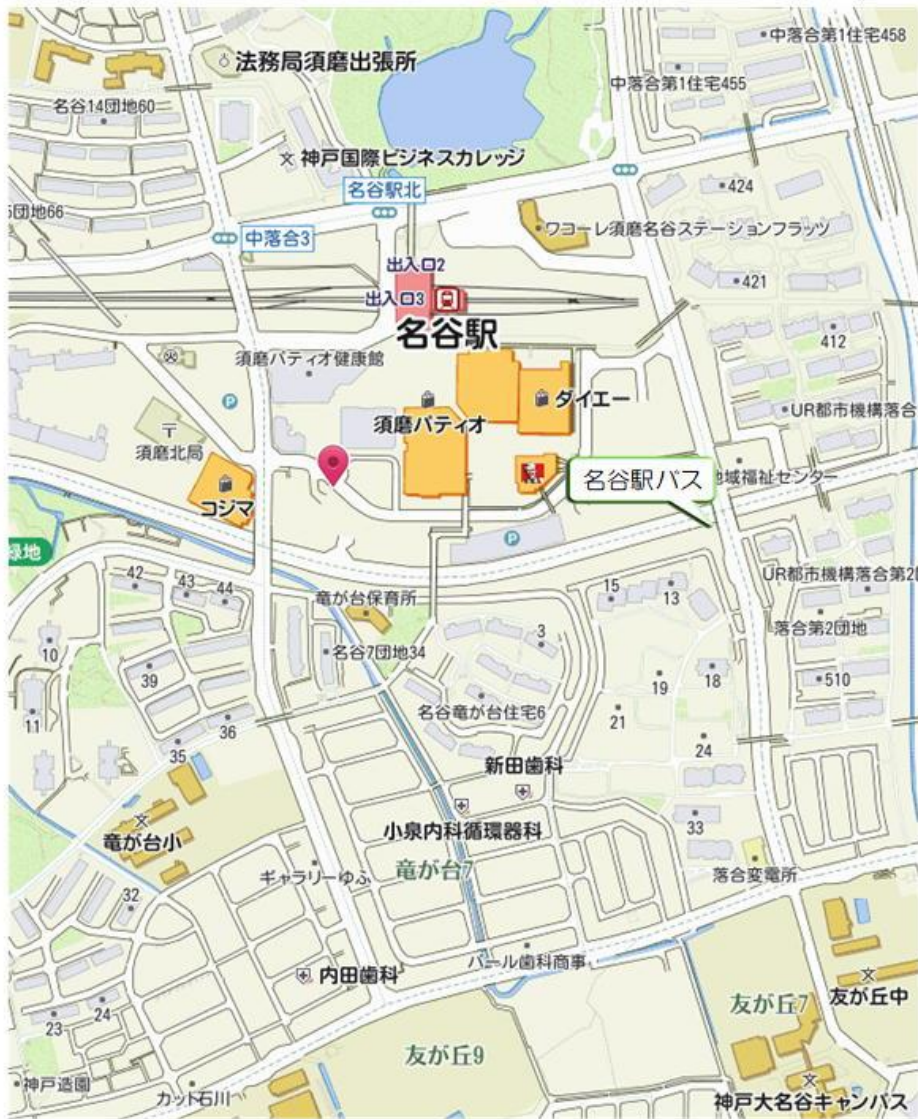 中落合第1住宅458
法務局須磨出張所
中落合第1住宅455
名谷14団地60
神戸国際ビジネスカレッジ
名谷駅北
424
団地66
中落合3
ワコーレ須磨名谷ステーションフラッツ
出入口2
421
出入口3
名谷駅
412
須磨パティオ健康館
ダイエー
P
UR都市機構落合
須磨パティオ
須磨北局
地域福祉センター
名谷駅バス
コジマ
P
緑地
42
43
44
15
13
UR都市機構落合第2団
竜が台保育所
落合第2団地
10
3
名谷7団地34
39
19
18
510
11
36
名谷竜が台住宅6
21
35
24
新田歯科
小泉内科循環器科
33
竜が台小
竜が台7
ギャラリーゆふ
落合変電所
32
パール歯科商事
内田歯科
友が丘中
24
23
友が丘7
友が丘9
神戸造園
カット石川
神戸大名谷キャンパス